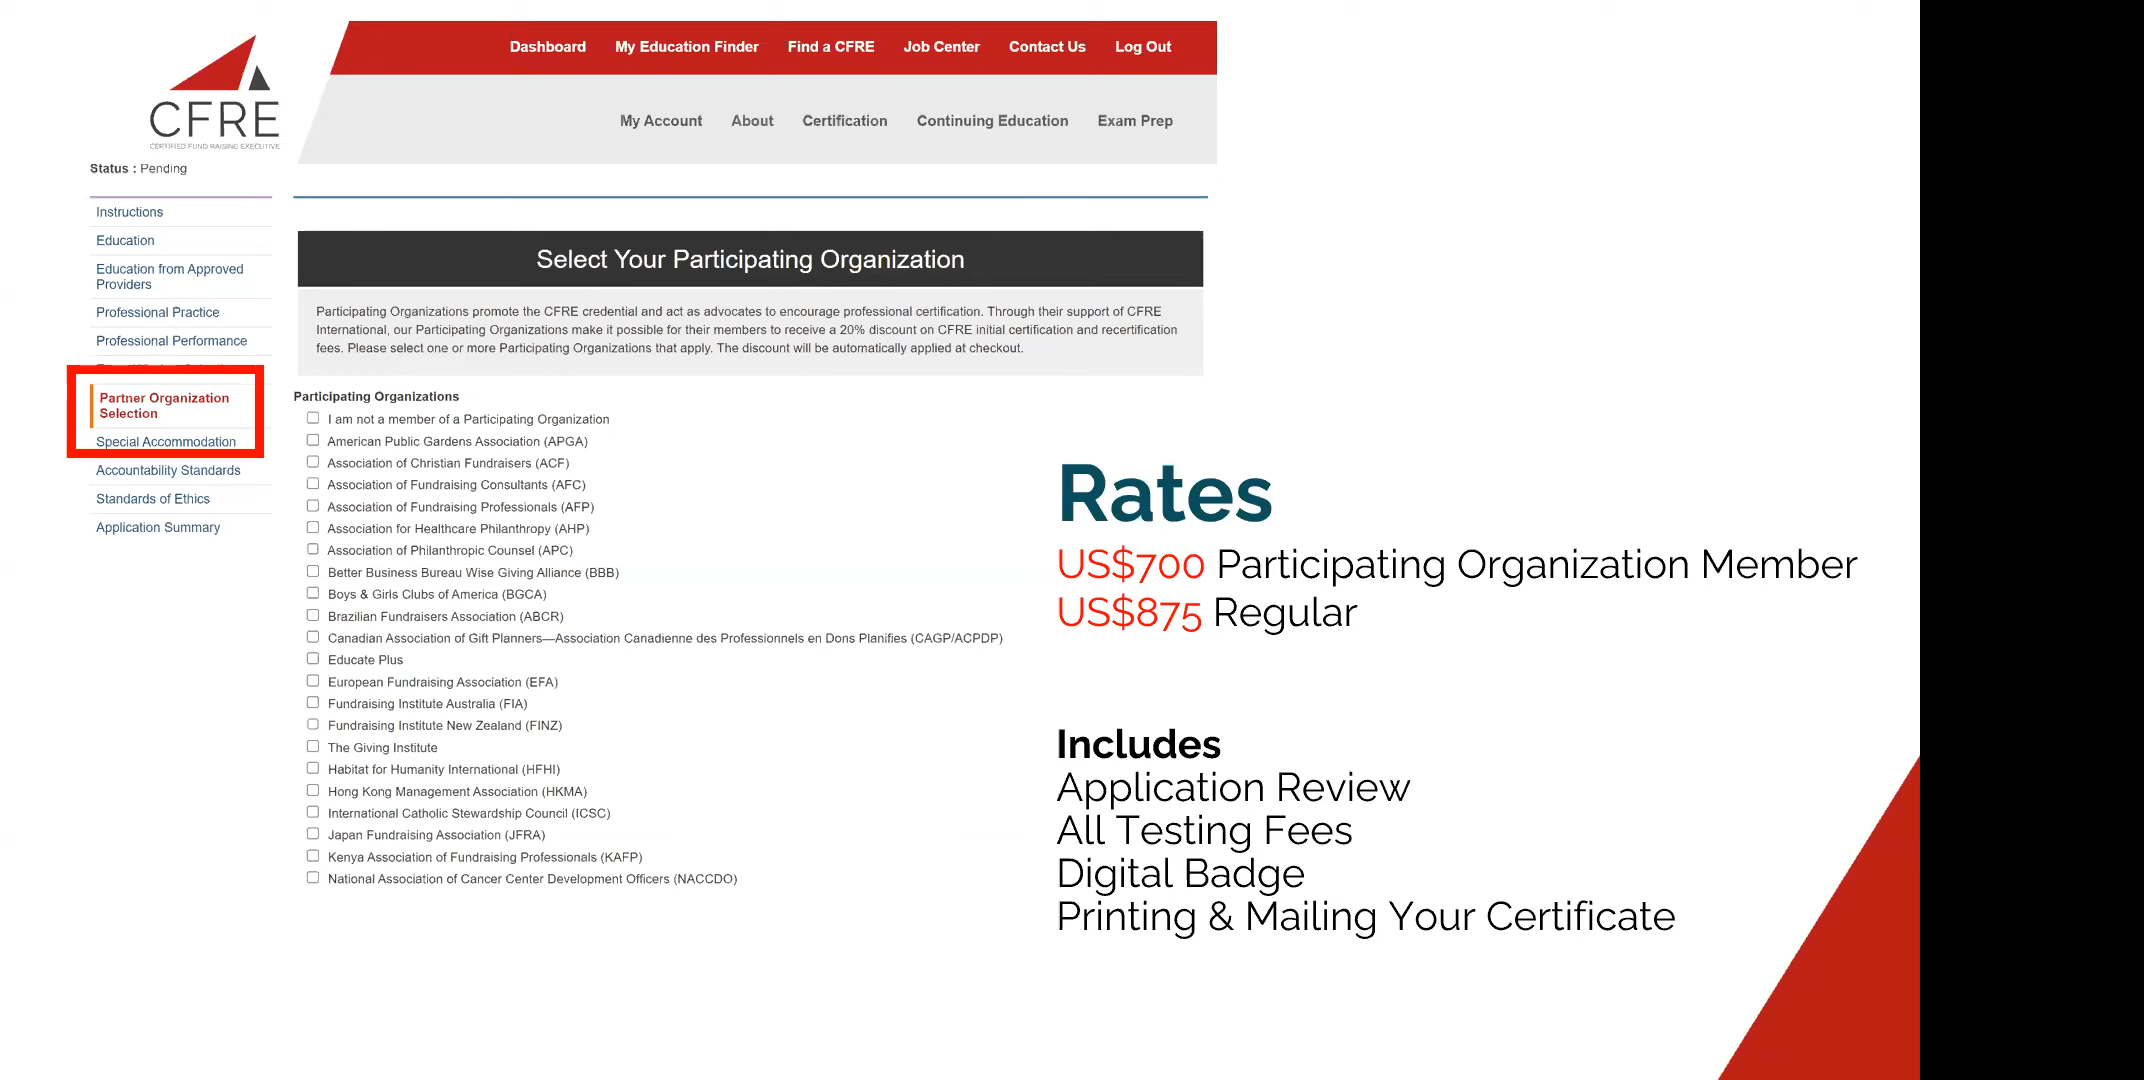 Dashboard My Education Finder Find a CFRE Job Center Contact Us Log Out
CFRE
CERTIFIED FUND RAISING EXECUTIVE
My Account About Certification Continuing Education Exam Prep
Status : Pending
Instructions
Education
Education from Approved
Providers
Professional Practice
Professional Performance
Partner Organization
Selection
Special Accommodation
Accountability Standards
Standards of Ethics
Application Summary
Select Your Participating Organization
Participating Organizations promote the CFRE credential and act as advocates to encourage professional certification. Through their support of CFRE
International, our Participating Organizations make it possible for their members to receive a 20% discount on CFRE initial certification and recertification
fees. Please select one or more Participating Organizations that apply. The discount will be automatically applied at checkout.
Participating Organizations
I am not a member of a Participating Organization
American Public Gardens Association (APGA)
Association of Christian Fundraisers (ACF)
Association of Fundraising Consultants (AFC)
Association of Fundraising Professionals (AFP)
Association for Healthcare Philanthropy (AHP)
Association of Philanthropic Counsel (APC)
Better Business Bureau Wise Giving Alliance (BBB)
Boys & Girls Clubs of America (BGCA)
Brazilian Fundraisers Association (ABCR)
Canadian Association of Gift Planners—Association Canadienne des Professionnels en Dons Planifies (CAGP/ACPDP)
Educate Plus
European Fundraising Association (EFA)
Fundraising Institute Australia (FIA)
Fundraising Institute New Zealand (FINZ)
The Giving Institute
Habitat for Humanity International (HFHI)
Hong Kong Management Association (HKMA)
International Catholic Stewardship Council (ICSC)
Japan Fundraising Association (JFRA)
Kenya Association of Fundraising Professionals (KAFP)
National Association of Cancer Center Development Officers (NACCDO)
Rates
US$700 Participating Organization Member
US$875 Regular
Includes
Application Review
All Testing Fees
Digital Badge
Printing & Mailing Your Certificate